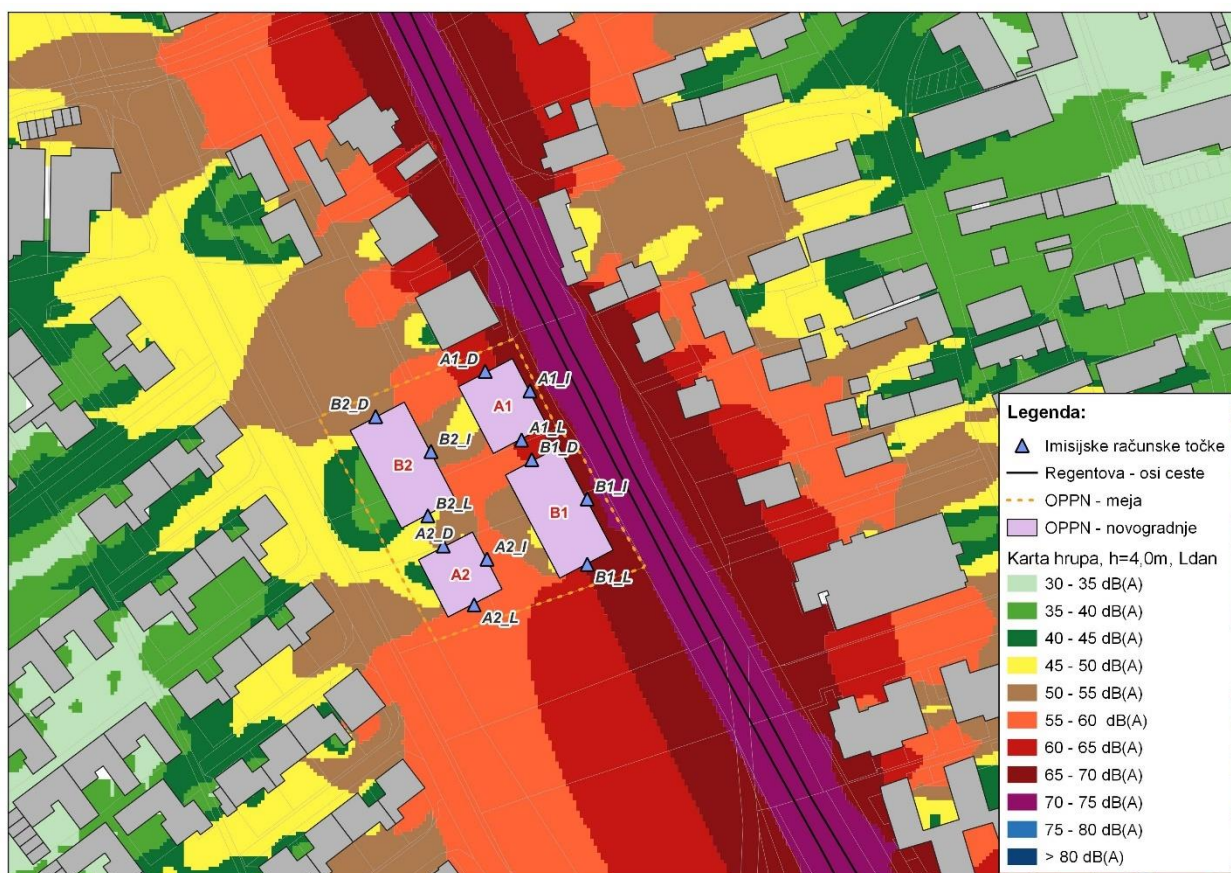 A1_D
A1_I
A1
B2_D
A1_L
B2_I
B1_D
B2
B1_I
B2_L
B1
A2_D
A2_I
A2
B1_L
A2_L
Legenda:
Imisijske računske točke
Regentova - osi ceste
OPPN - meja
OPPN - novogradnje
Karta hrupa, h=4,0m, Ldan
30 - 35 dB(A)
35 - 40 dB(A)
40 - 45 dB(A)
45 - 50 dB(A)
50 - 55 dB(A)
55 - 60 dB(A)
60 - 65 dB(A)
65 - 70 dB(A)
70 - 75 dB(A)
75 - 80 dB(A)
> 80 dB(A)